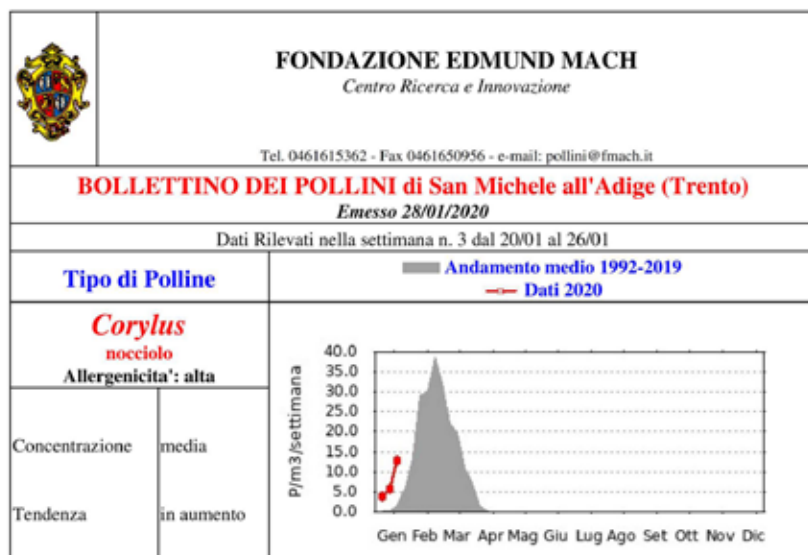 FONDAZIONE EDMUND MACH
Centro Ricerca e Innovazione
Tel. 0461615362 - Fax 0461650956 - e-mail: pollini@fmach.it
BOLLETTINO DEI POLLINI di San Michele all'Adige (Trento)
Emesso 28/01/2020
Dati Rilevati nella settimana n. 3 dal 20/01 al 26/01
Tipo di Polline
Andamento medio 1992-2019
Dati 2020
Corylus
nocciolo
Allergenicita': alta
Concentrazione media
Tendenza in aumento
P/m3/settimana
40.0
35.0
30.0
25.0
20.0
15.0
10.0
5.0
0.0
Gen Feb Mar Apr Mag Giu Lug Ago Set Ott Nov Dic